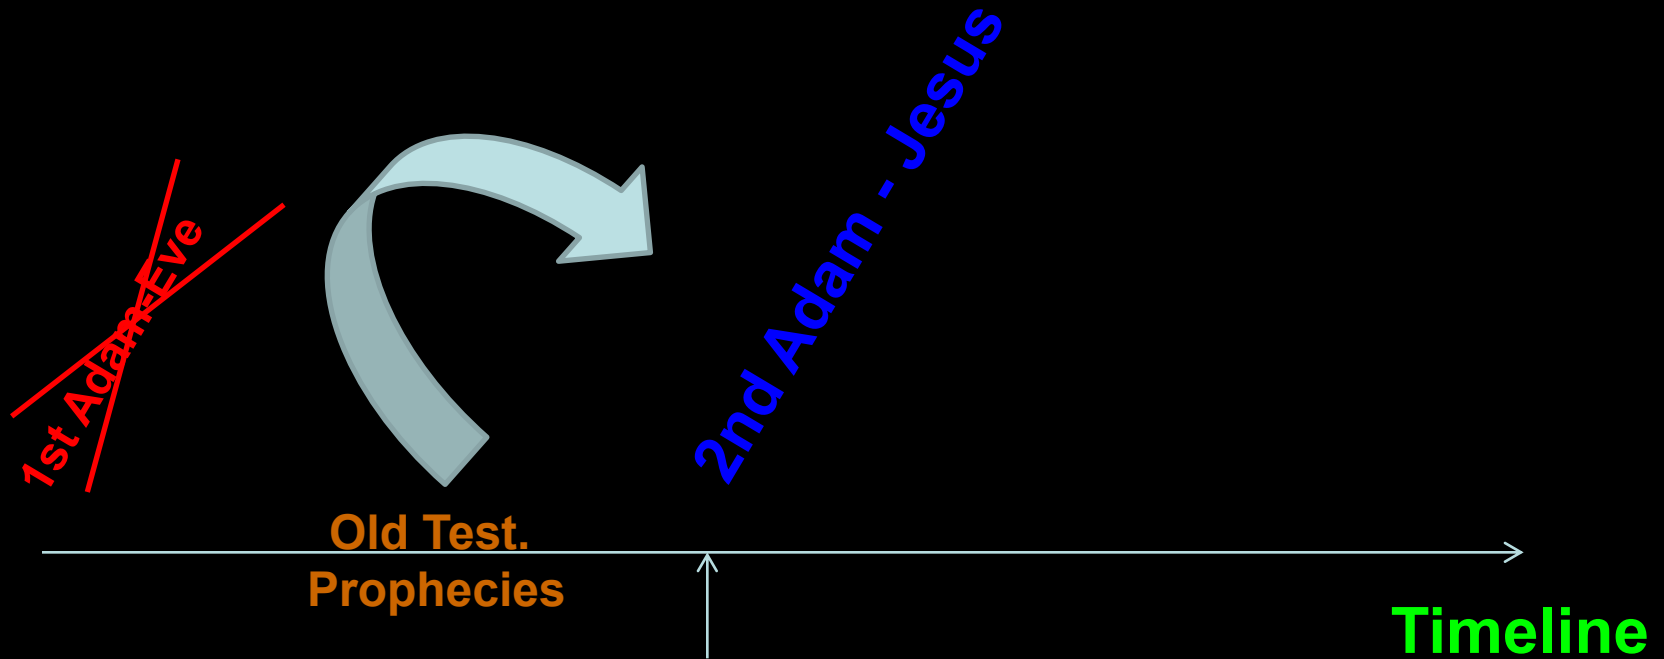 1st Adam-Eve
2nd Adam - Jesus
Old Test.
Prophecies
Timeline